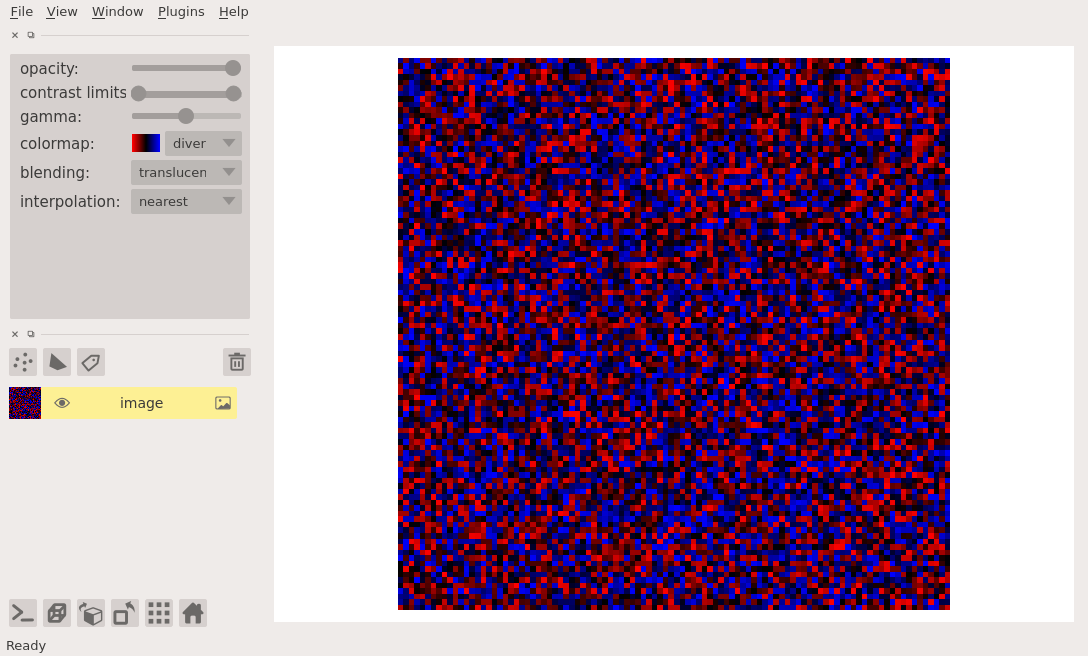 File View Window Plugins Help
opacity:
contrast limits
gamma:
colormap: diver
blending: translucen
interpolation: nearest
image
Ready